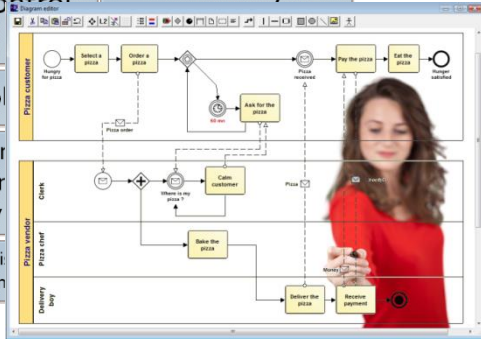 Diagram editor
Pizza customer
Hungry
for pizza
Select a
pizza
Order a
pizza
60 mn
Ask for the
pizza
Pizza
received
Pay the pizza
Eat the
pizza
Hunger
satisfied
Pizza order
Pizza vendor
Clerk
Where is my
pizza ?
Calm
customer
Pizza
Pizza chef
Bake the
pizza
Money
Delivery
boy
Deliver the
pizza
Receive
payment